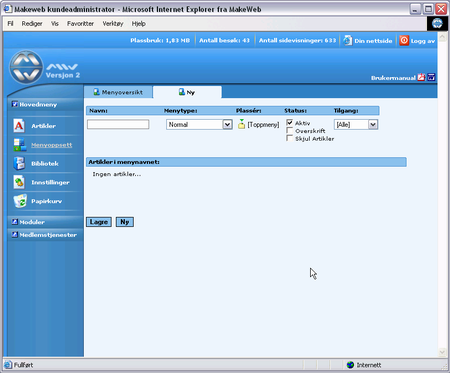 Makeweb kundeadministrator - Microsoft Internet Explorer fra MakeWeb
Fil Rediger Vis Favoritter Verktøy Hjelp
Plassbruk: 1,83 MB Antall besøk: 43 Antall sidevisninger: 633 Din nettside Logg av
Versjon 2
Brukermanual
Menyoversikt Ny
Hovedmeny
Navn: Menytype: Plassér: Status: Tilgang:
Artikler
Normal [Toppmeny] Aktiv [Alle]
Overskrift
Skjul Artikler
Menyoppsett
Bibliotek
Artikler i menynavnet:
Ingen artikler...
Innstillinger
Papirkurv
Moduler
Lagre Ny
Medlemstjenester
Fullført Internett